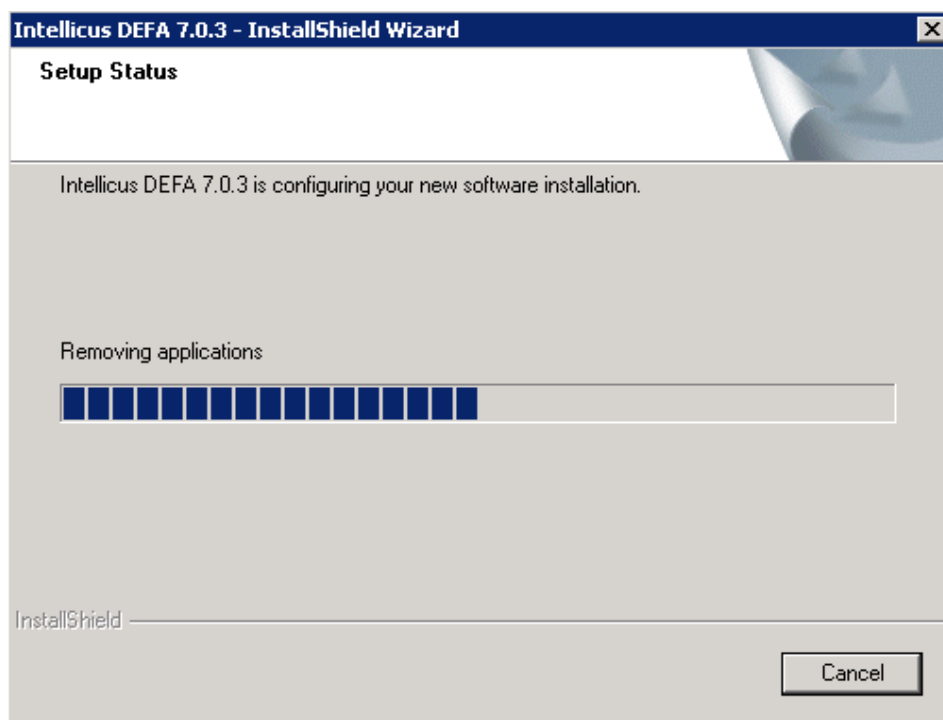 Intellicus DEFA 7.0.3 - InstallShield Wizard
Setup Status
Intellicus DEFA 7.0.3 is configuring your new software installation.
Removing applications
InstallShield
Cancel